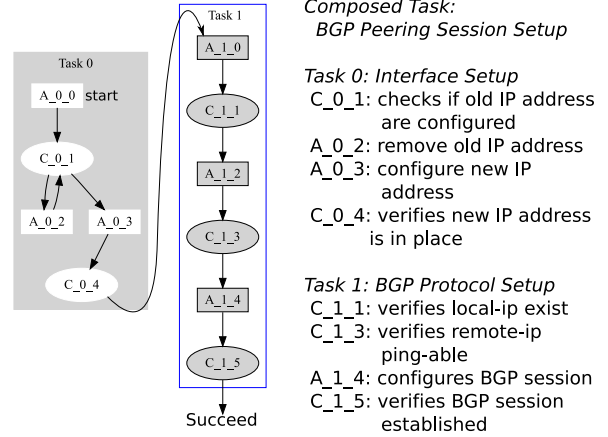 Task 0
A_0_0 start
C_0_1
A_0_2
A_0_3
C_0_4
Task 1
A_1_0
C_1_1
A_1_2
C_1_3
A_1_4
C_1_5
Succeed
Composed Task:
BGP Peering Session Setup
Task 0: Interface Setup
C_0_1: checks if old IP address
are configured
A_0_2: remove old IP address
A_0_3: configure new IP
address
C_0_4: verifies new IP address
is in place
Task 1: BGP Protocol Setup
C_1_1: verifies local-ip exist
C_1_3: verifies remote-ip
ping-able
A_1_4: configures BGP session
C_1_5: verifies BGP session
established